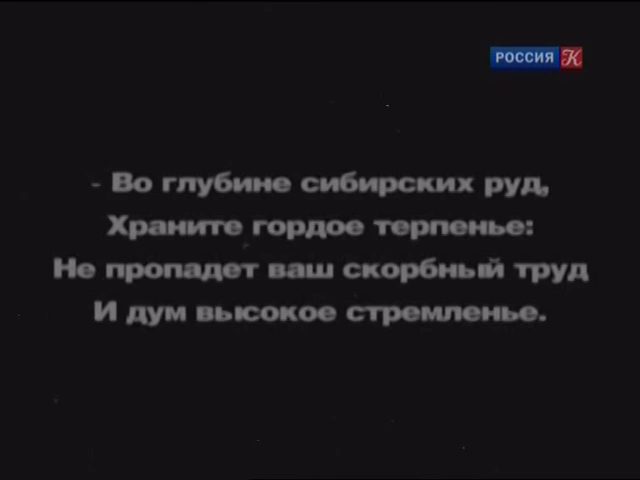 РОССИЯ К
- Во глубине сибирских руд,
Храните гордое терпенье:
Не пропадет ваш скорбный труд
И дум высокое стремленье.